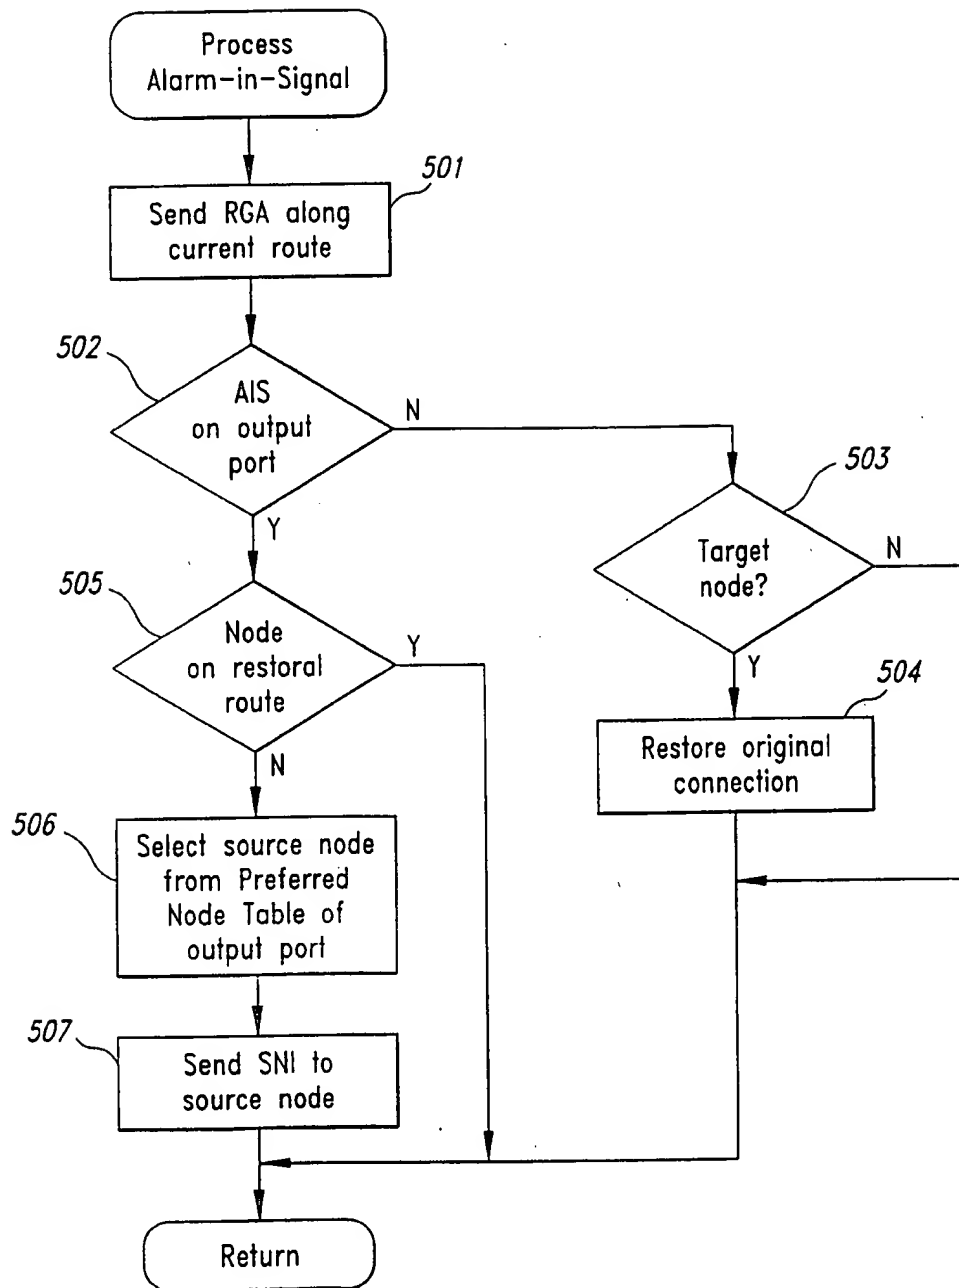 Process
Alarm-in-Signal
501
Send RGA along
current route
502
AIS
on output
port
N
Y
503
Target
node?
N
Y
504
Restore original
connection
505
Node
on restoral
route
Y
N
506
Select source node
from Preferred
Node Table of
output port
507
Send SNI to
source node
Return